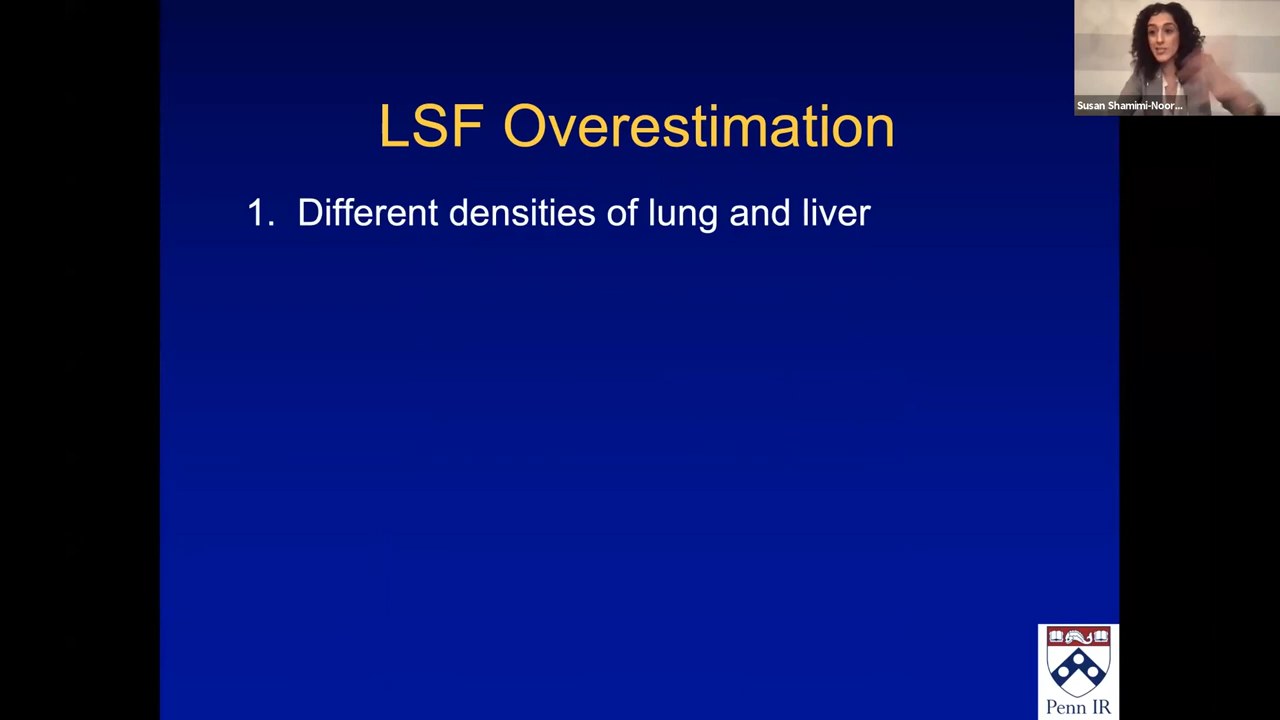 LSF Overestimation
Susan Shamimi-Noor...
1. Different densities of lung and liver
Penn IR